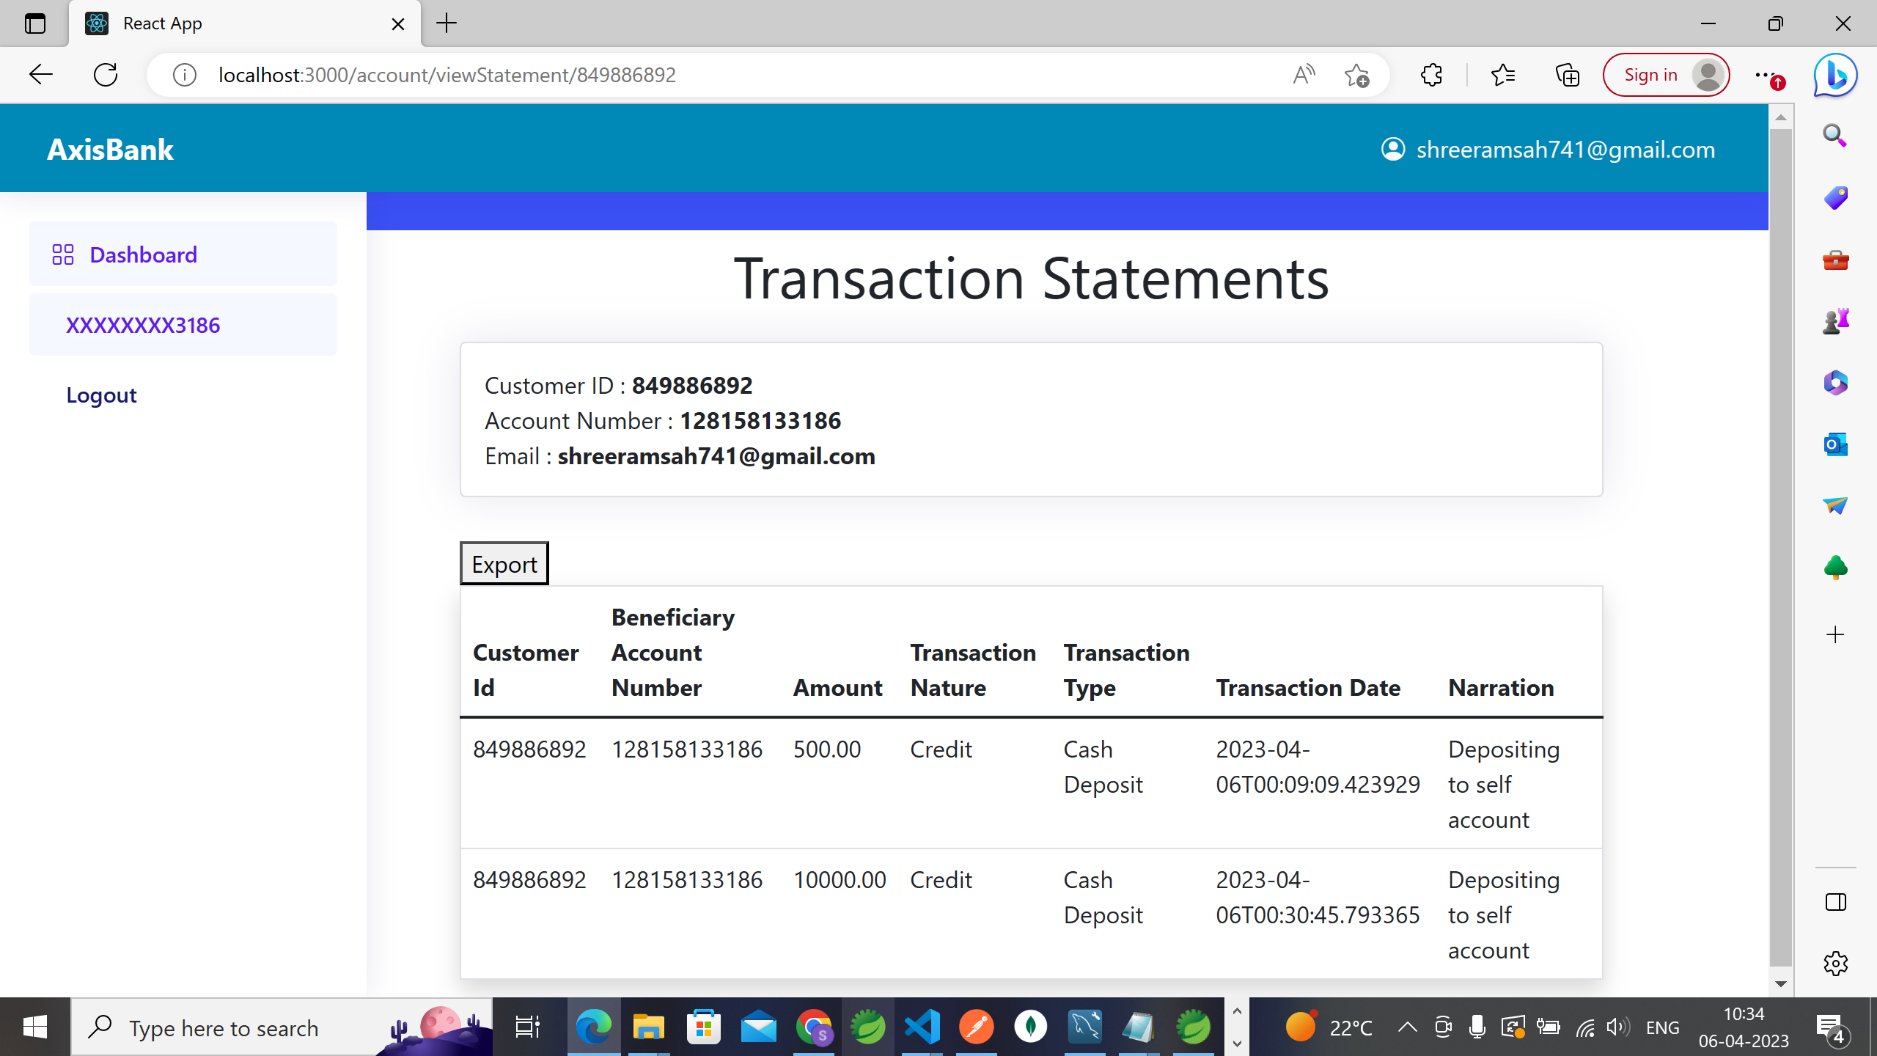 React App
localhost:3000/account/viewStatement/849886892
Sign in
AxisBank
shreeramsah741@gmail.com
Dashboard
XXXXXXXX3186
Logout
Transaction Statements
Customer ID : 849886892
Account Number : 128158133186
Email : shreeramsah741@gmail.com
Export
Customer Id
Beneficiary Account Number
Amount
Transaction Nature
Transaction Type
Transaction Date
Narration
849886892 128158133186 500.00 Credit Cash Deposit 2023-04-06T00:09:09.423929 Depositing to self account
849886892 128158133186 10000.00 Credit Cash Deposit 2023-04-06T00:30:45.793365 Depositing to self account
Type here to search
22°C
ENG
10:34
06-04-2023
4